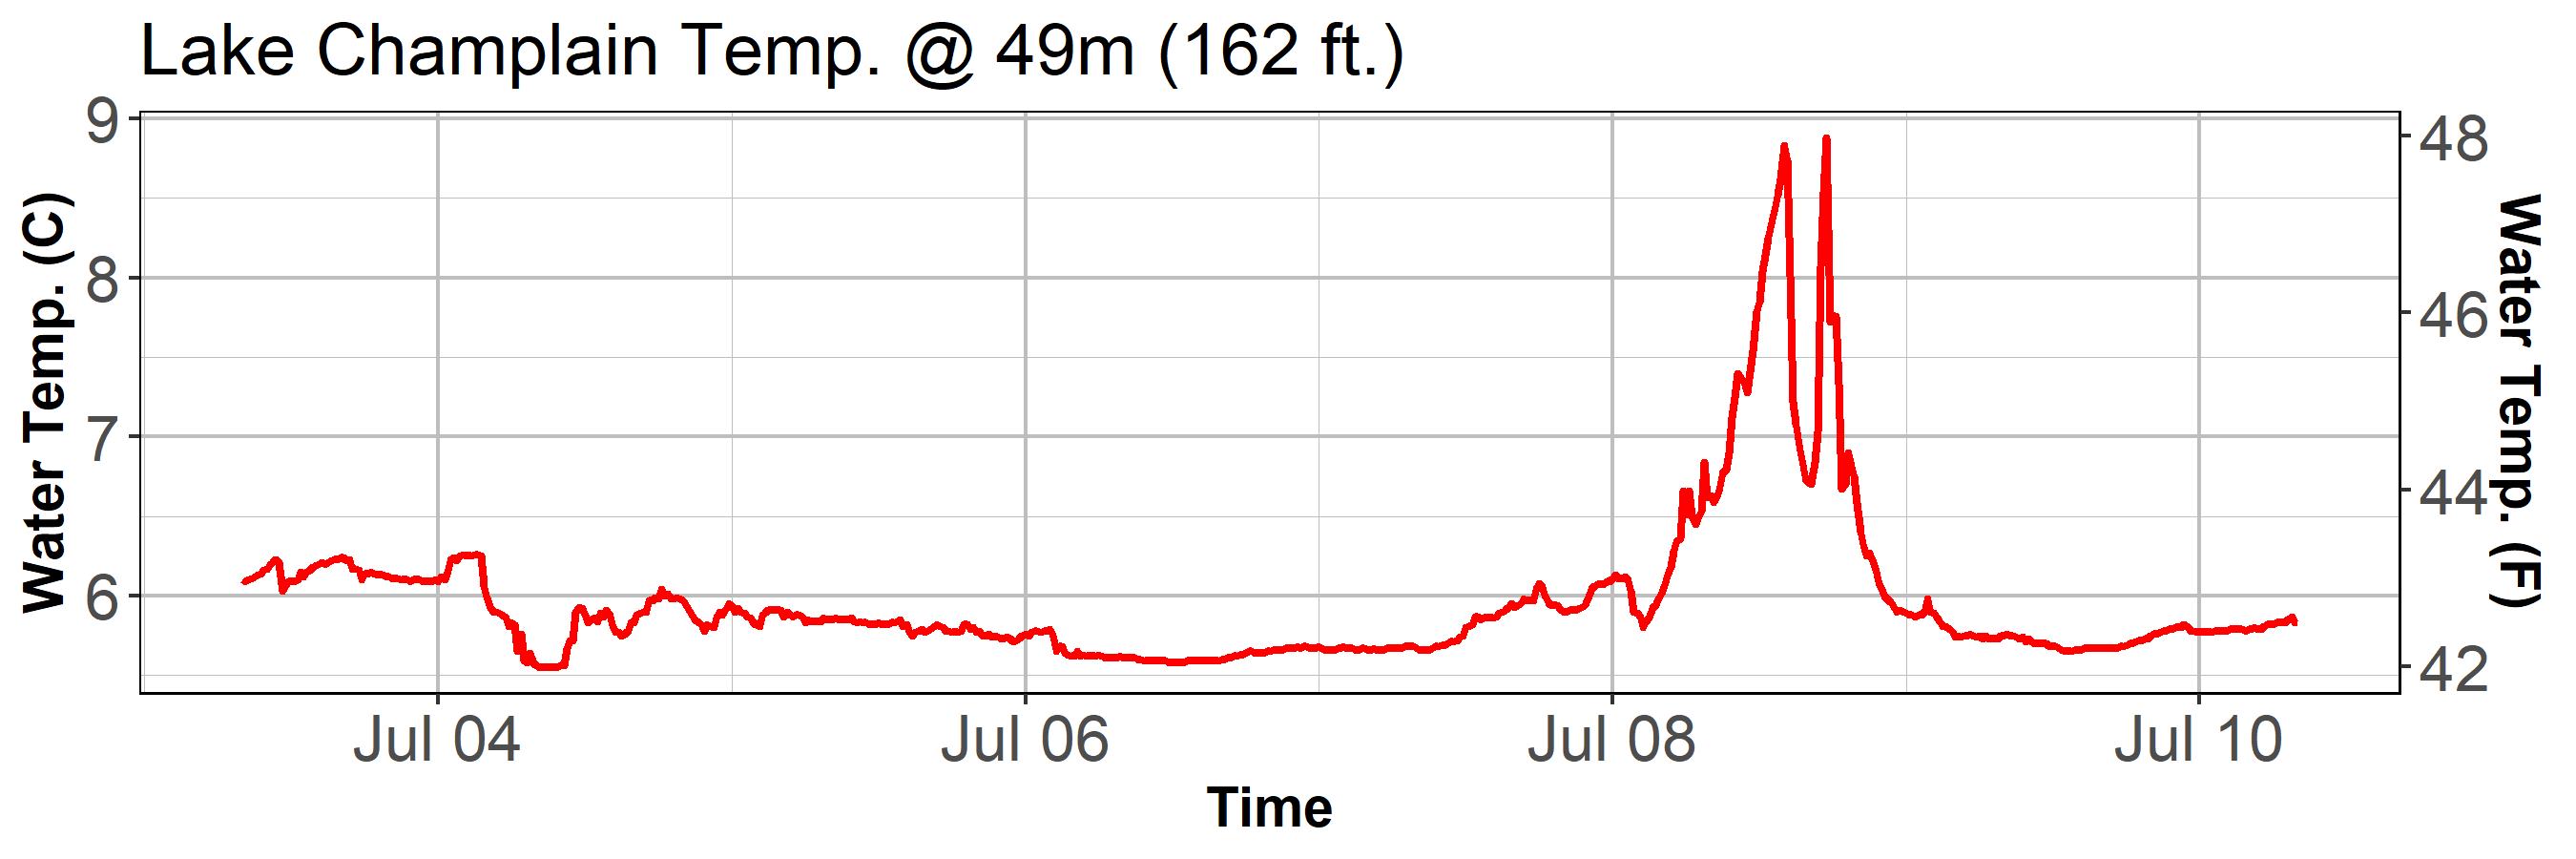 Lake Champlain Temp. @ 49m (162 ft.)
9
8
7
6
Water Temp. (C)
48
46
44
42
Water Temp. (F)
Jul 04
Jul 06
Jul 08
Jul 10
Time